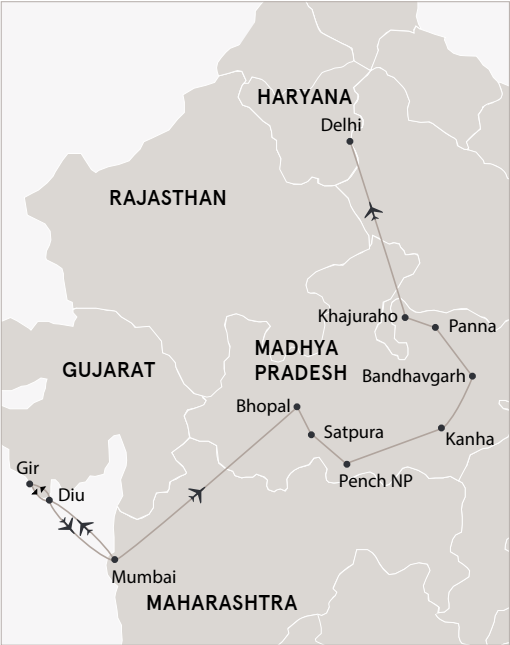 HARYANA
Delhi
RAJASTHAN
Khajuraho
Panna
MADHYA
PRADESH
GUJARAT
Bandhavgarh
Bhopal
Satpura
Kanha
Gir
Pench NP
Diu
Mumbai
MAHARASHTRA